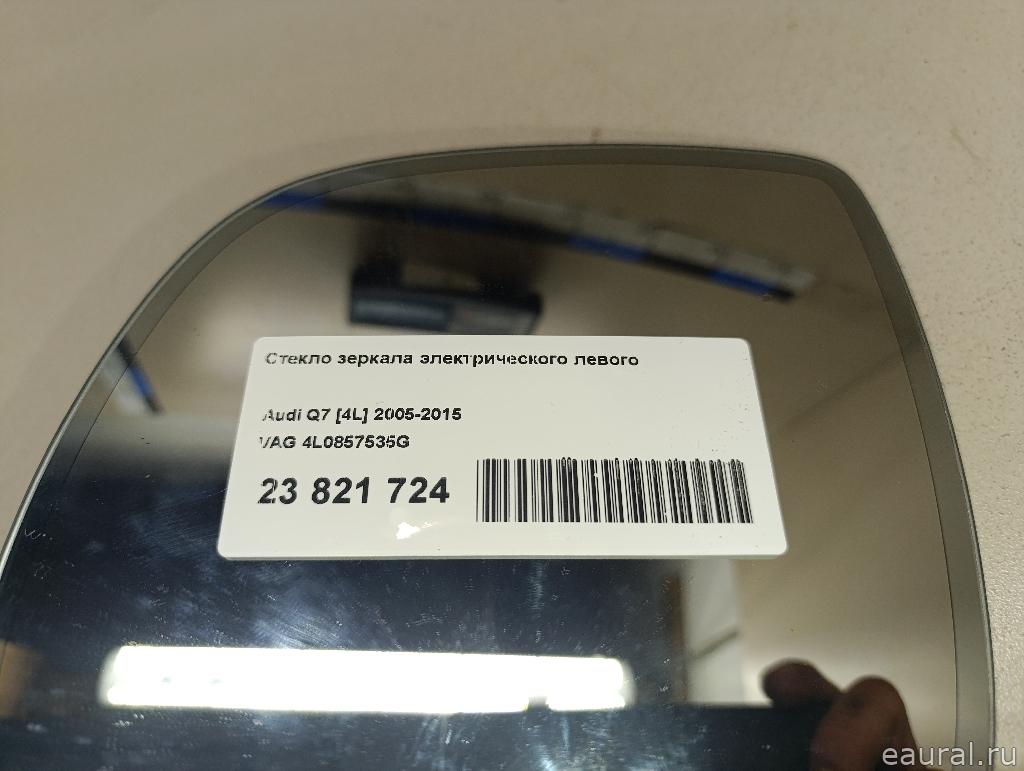 Стекло зеркала электрического левого
Audi Q7 [4L] 2005-2015
VAG 4L0857535G
23 821 724
eaural.ru